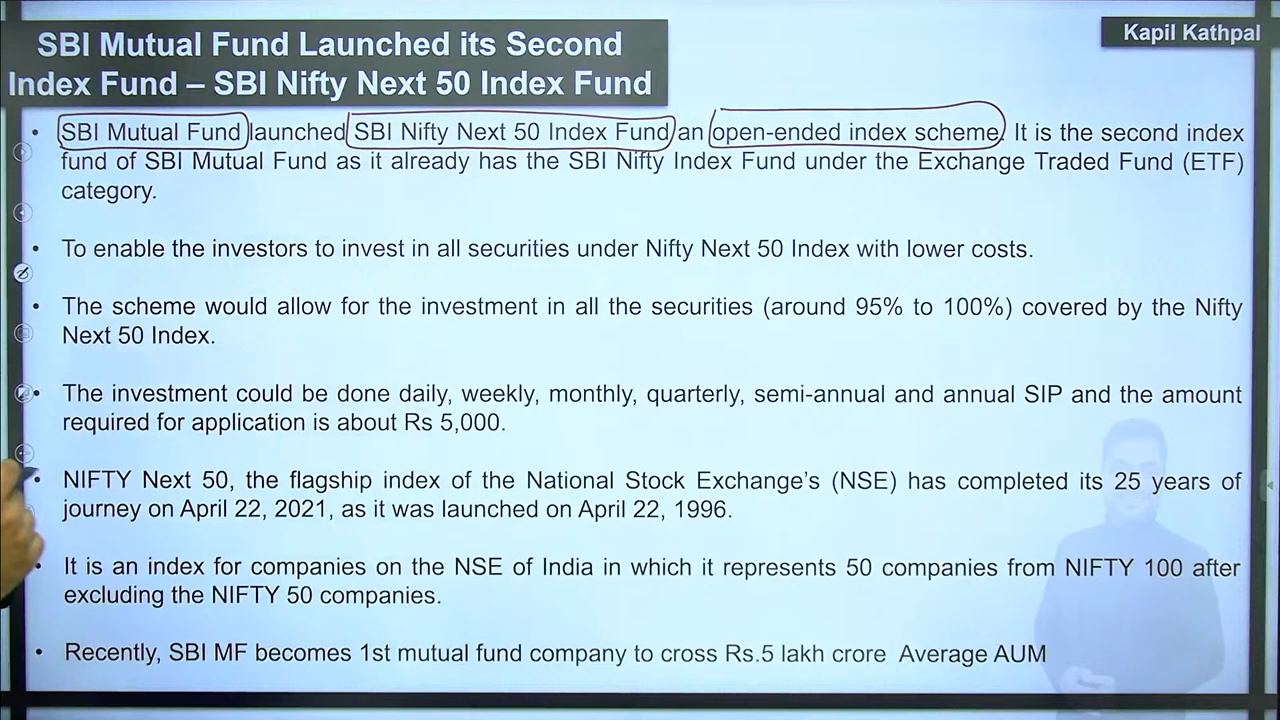 SBI Mutual Fund Launched its Second
Index Fund – SBI Nifty Next 50 Index Fund
Kapil Kathpal
• SBI Mutual Fund launched SBI Nifty Next 50 Index Fund an open-ended index scheme. It is the second index
fund of SBI Mutual Fund as it already has the SBI Nifty Index Fund under the Exchange Traded Fund (ETF)
category.
• To enable the investors to invest in all securities under Nifty Next 50 Index with lower costs.
• The scheme would allow for the investment in all the securities (around 95% to 100%) covered by the Nifty
Next 50 Index.
• The investment could be done daily, weekly, monthly, quarterly, semi-annual and annual SIP and the amount
required for application is about Rs 5,000.
• NIFTY Next 50, the flagship index of the National Stock Exchange’s (NSE) has completed its 25 years of
journey on April 22, 2021, as it was launched on April 22, 1996.
• It is an index for companies on the NSE of India in which it represents 50 companies from NIFTY 100 after
excluding the NIFTY 50 companies.
• Recently, SBI MF becomes 1st mutual fund company to cross Rs.5 lakh crore Average AUM